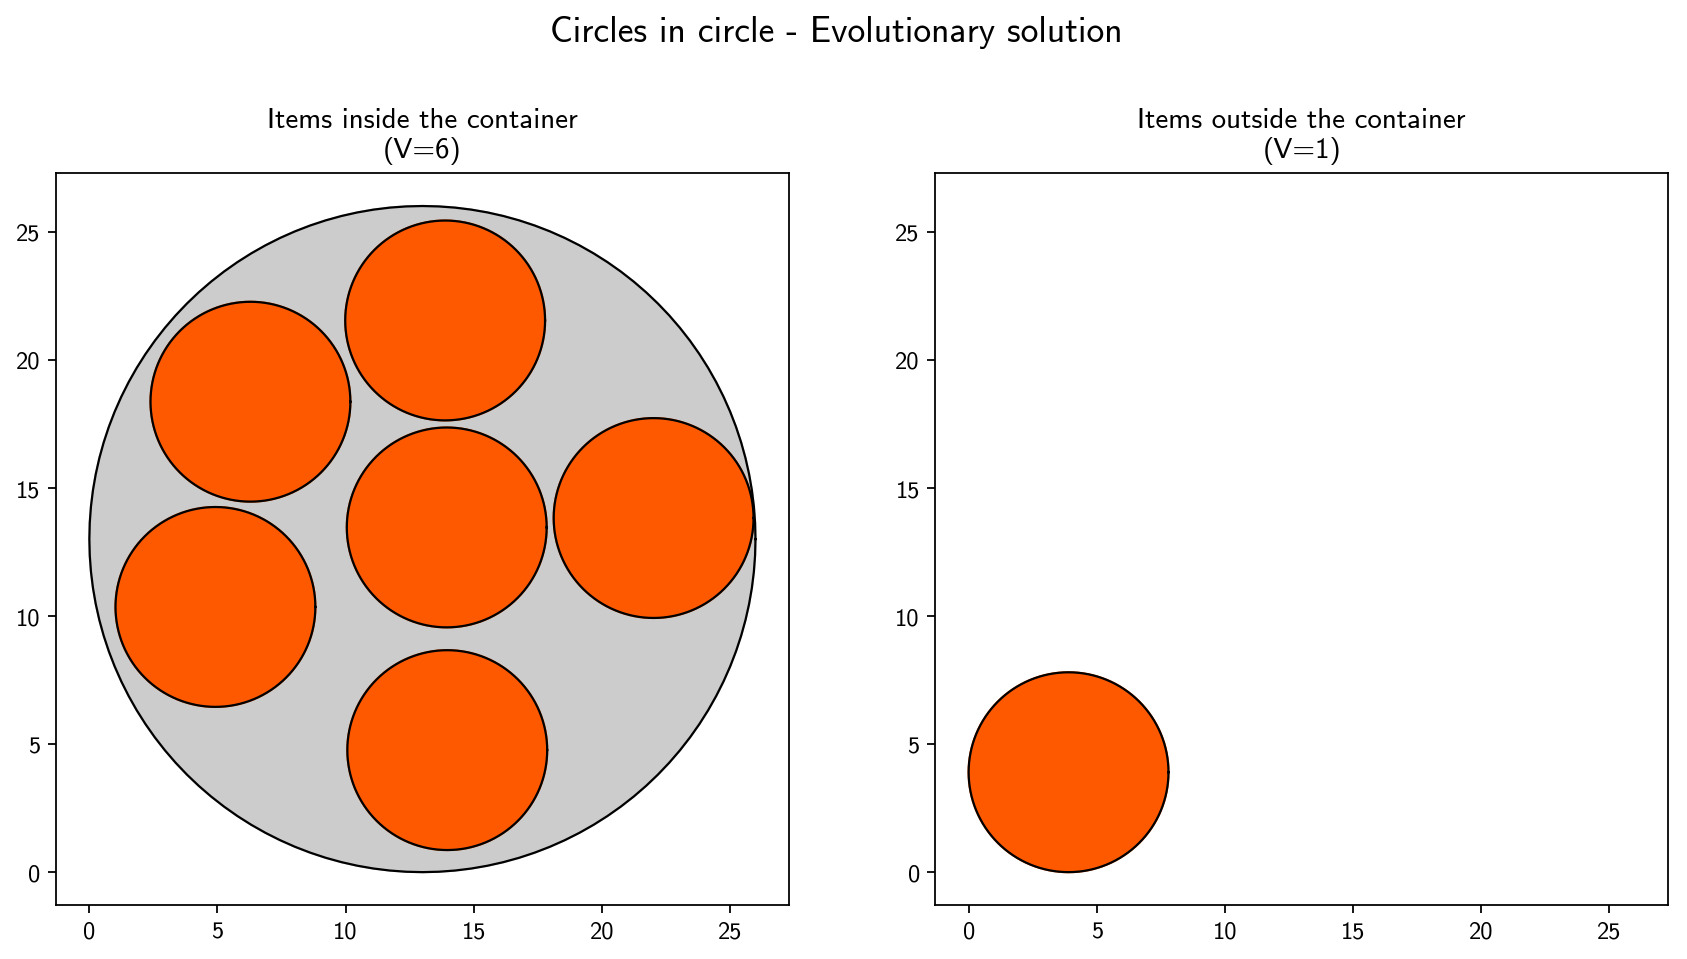 Circles in circle - Evolutionary solution
Items inside the container
(V=6)
25
20
15
10
5
0
0 5 10 15 20 25
Items outside the container
(V=1)
25
20
15
10
5
0
0 5 10 15 20 25